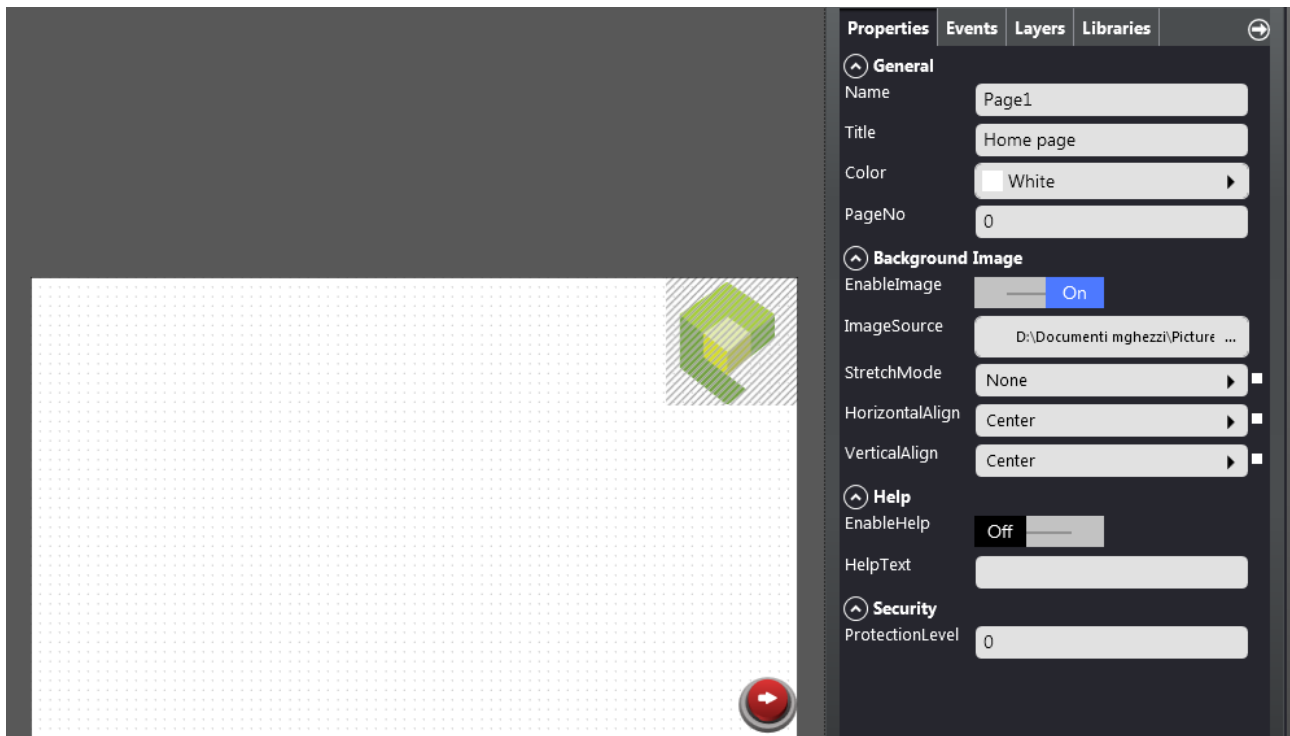 Properties Events Layers Libraries
General
Name Page1
Title Home page
Color White
PageNo 0
Background Image
EnableImage On
ImageSource D:\Documenti mghezzi\Picture ...
StretchMode None
HorizontalAlign Center
VerticalAlign Center
Help
EnableHelp Off
HelpText
Security
ProtectionLevel 0